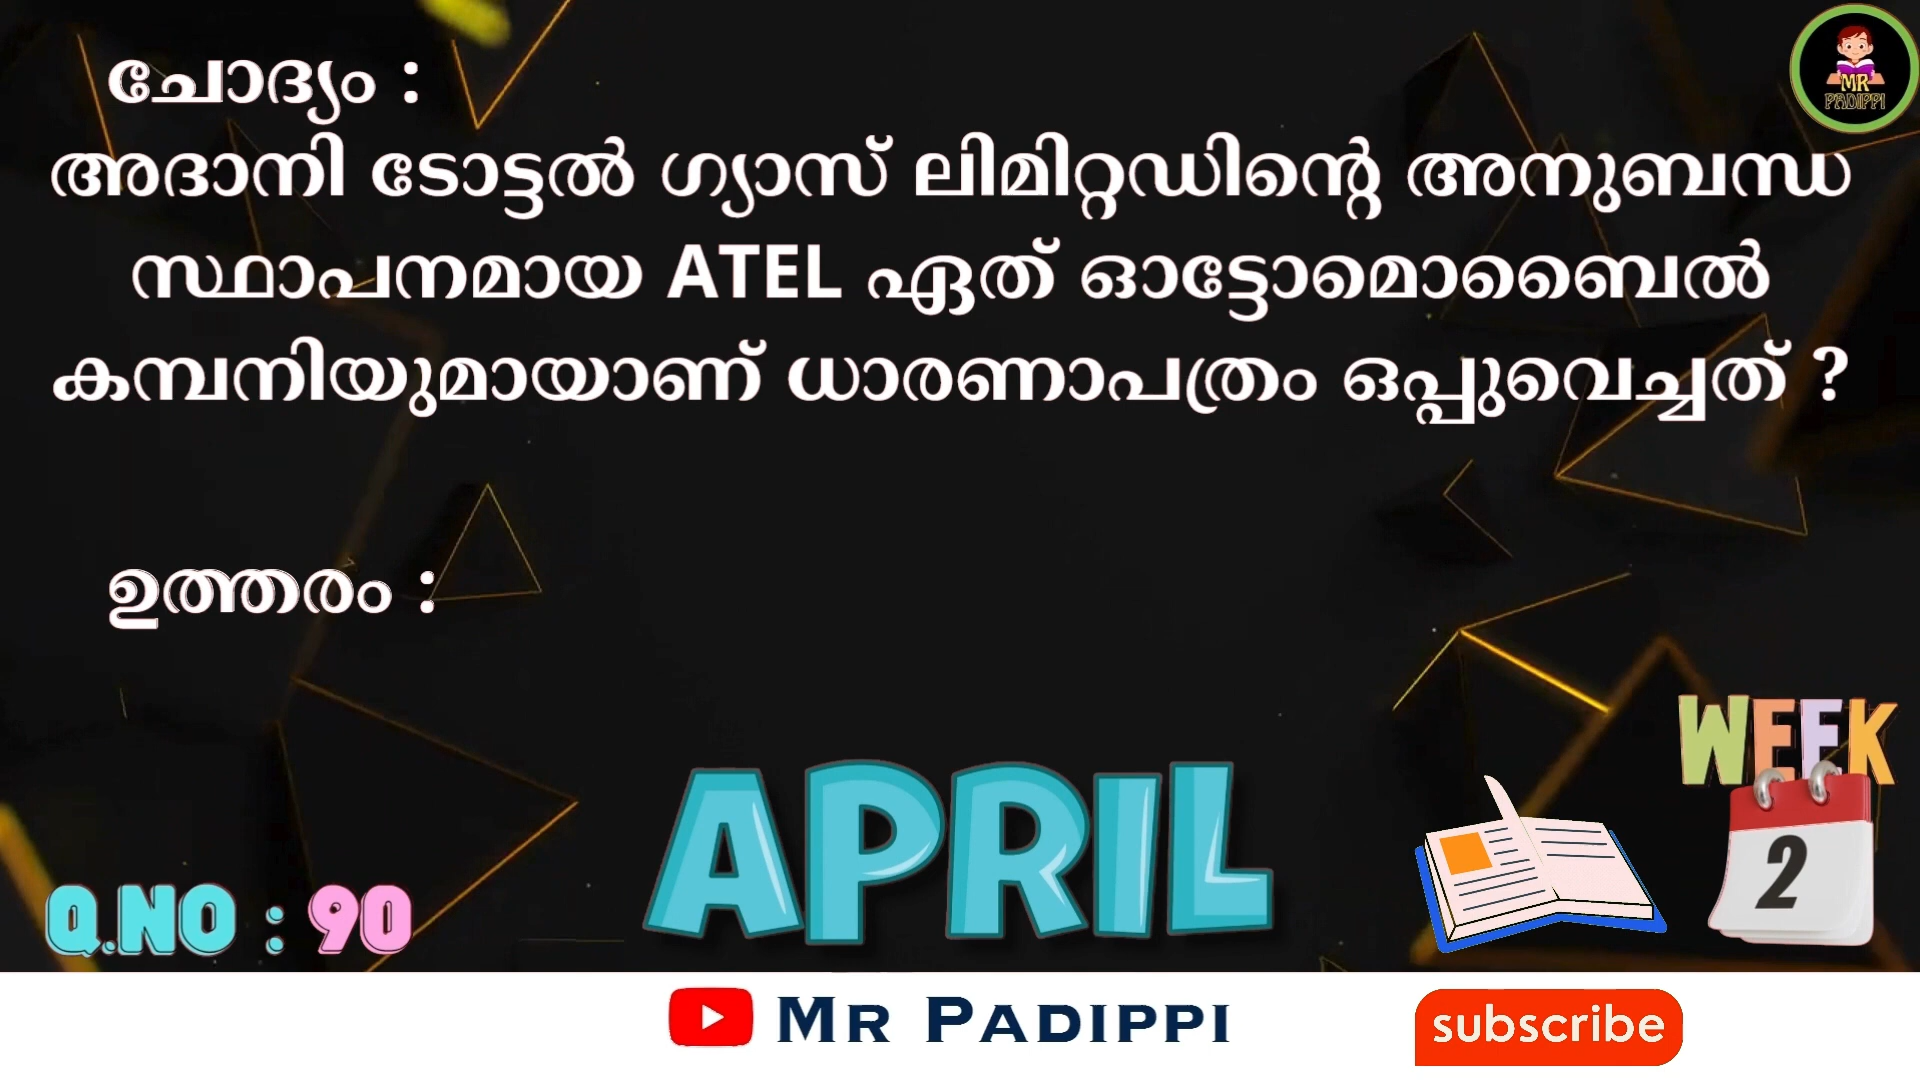 ചോദ്യം :
MR
PADIPPI
അദാനി ടോട്ടൽ ഗ്യാസ് ലിമിറ്റഡിന്റെ അനുബന്ധ
സ്ഥാപനമായ ATEL ഏത് ഓട്ടോമൊബൈൽ
കമ്പനിയുമായാണ് ധാരണാപത്രം ഒപ്പുവെച്ചത് ?
ഉത്തരം :
WEEK
2
APRIL
Q.NO : 90
MR PADIPPI
subscribe